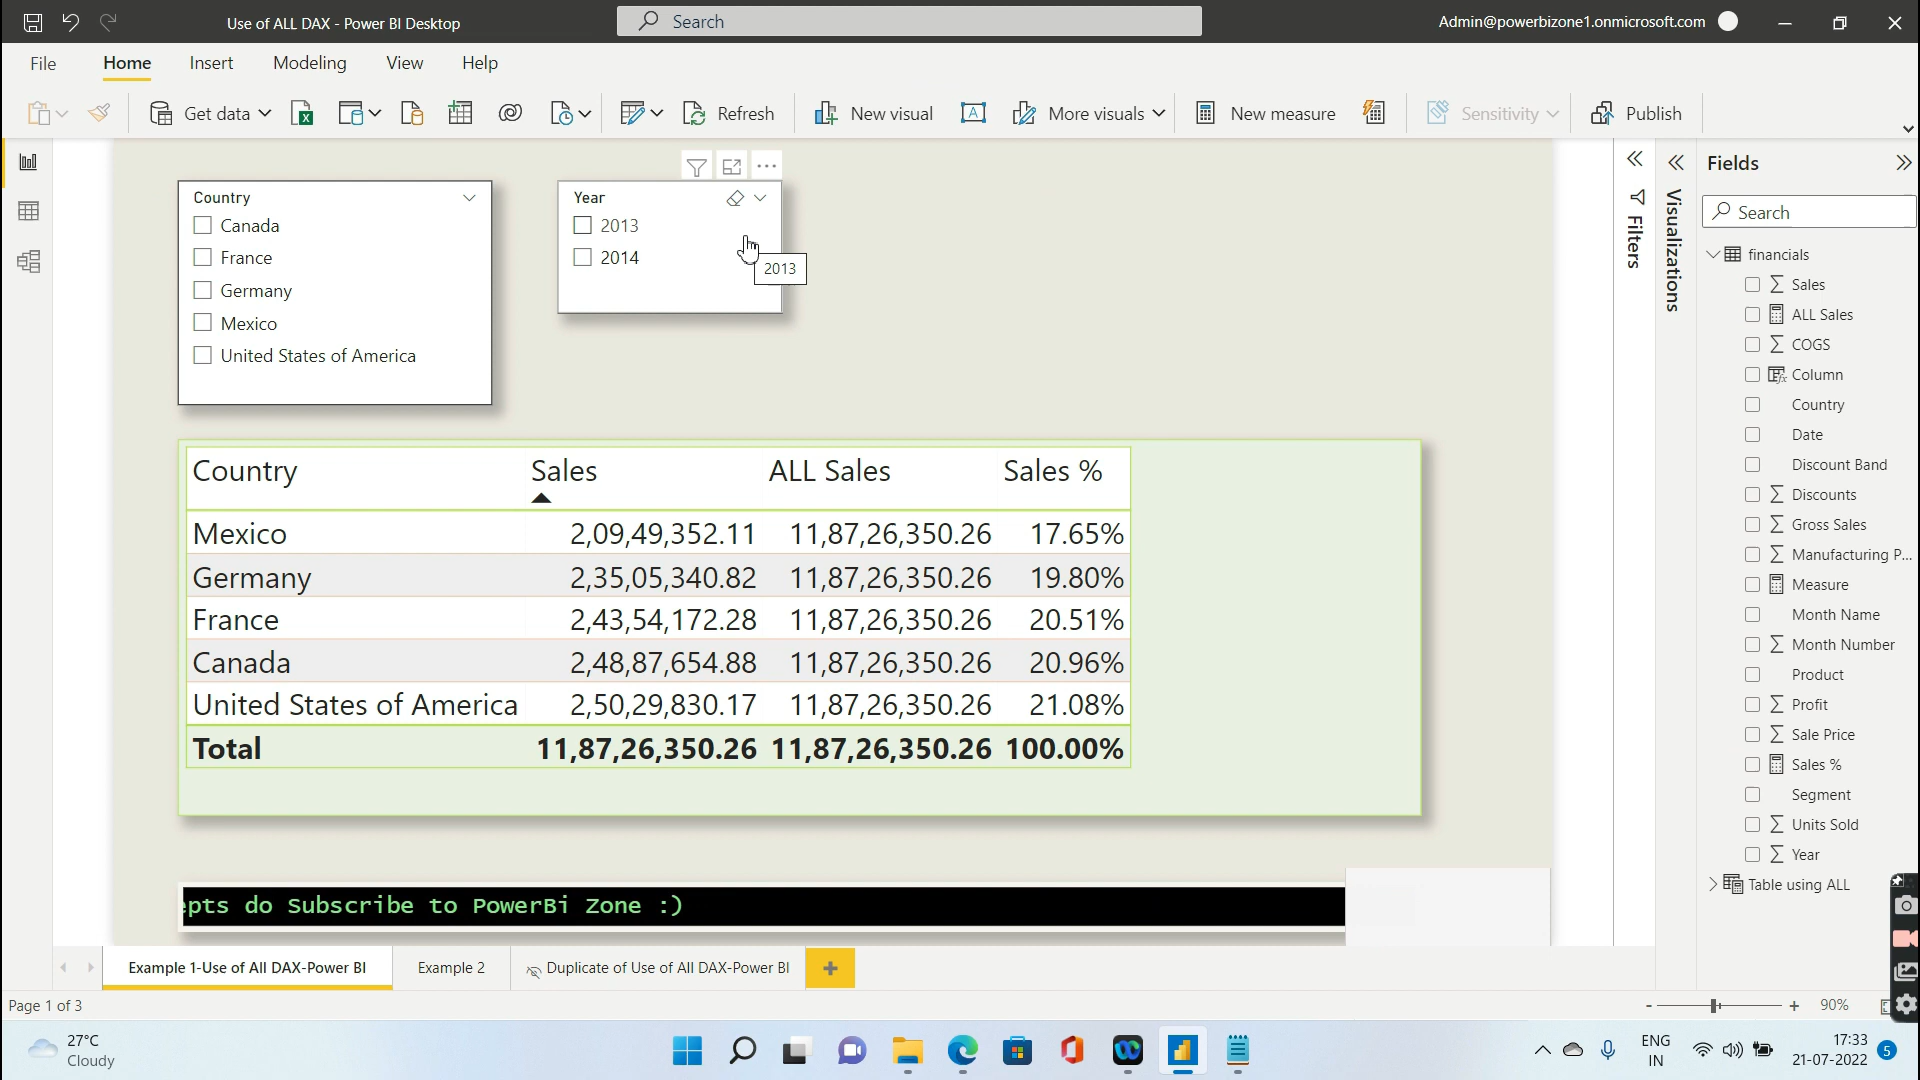 Use of ALL DAX - Power BI Desktop
Search
Admin@powerbizone1.onmicrosoft.com
File Home Insert Modeling View Help
Get data
Refresh
New visual
More visuals
New measure
Sensitivity
Publish
Country
Canada
France
Germany
Mexico
United States of America
Year
2013
2014
2013
Country Sales ALL Sales Sales %
Mexico 2,09,49,352.11 11,87,26,350.26 17.65%
Germany 2,35,05,340.82 11,87,26,350.26 19.80%
France 2,43,54,172.28 11,87,26,350.26 20.51%
Canada 2,48,87,654.88 11,87,26,350.26 20.96%
United States of America 2,50,29,830.17 11,87,26,350.26 21.08%
Total 11,87,26,350.26 11,87,26,350.26 100.00%
epts do Subscribe to PowerBi Zone :)
Filters
Visualizations
Fields
Search
financials
Sales
ALL Sales
COGS
Column
Country
Date
Discount Band
Discounts
Gross Sales
Manufacturing P...
Measure
Month Name
Month Number
Product
Profit
Sale Price
Sales %
Segment
Units Sold
Year
Table using ALL
Example 1-Use of All DAX-Power BI
Example 2
Duplicate of Use of All DAX-Power BI
+
Page 1 of 3
- + 90%
27°C
Cloudy
ENG
IN
17:33
21-07-2022
5